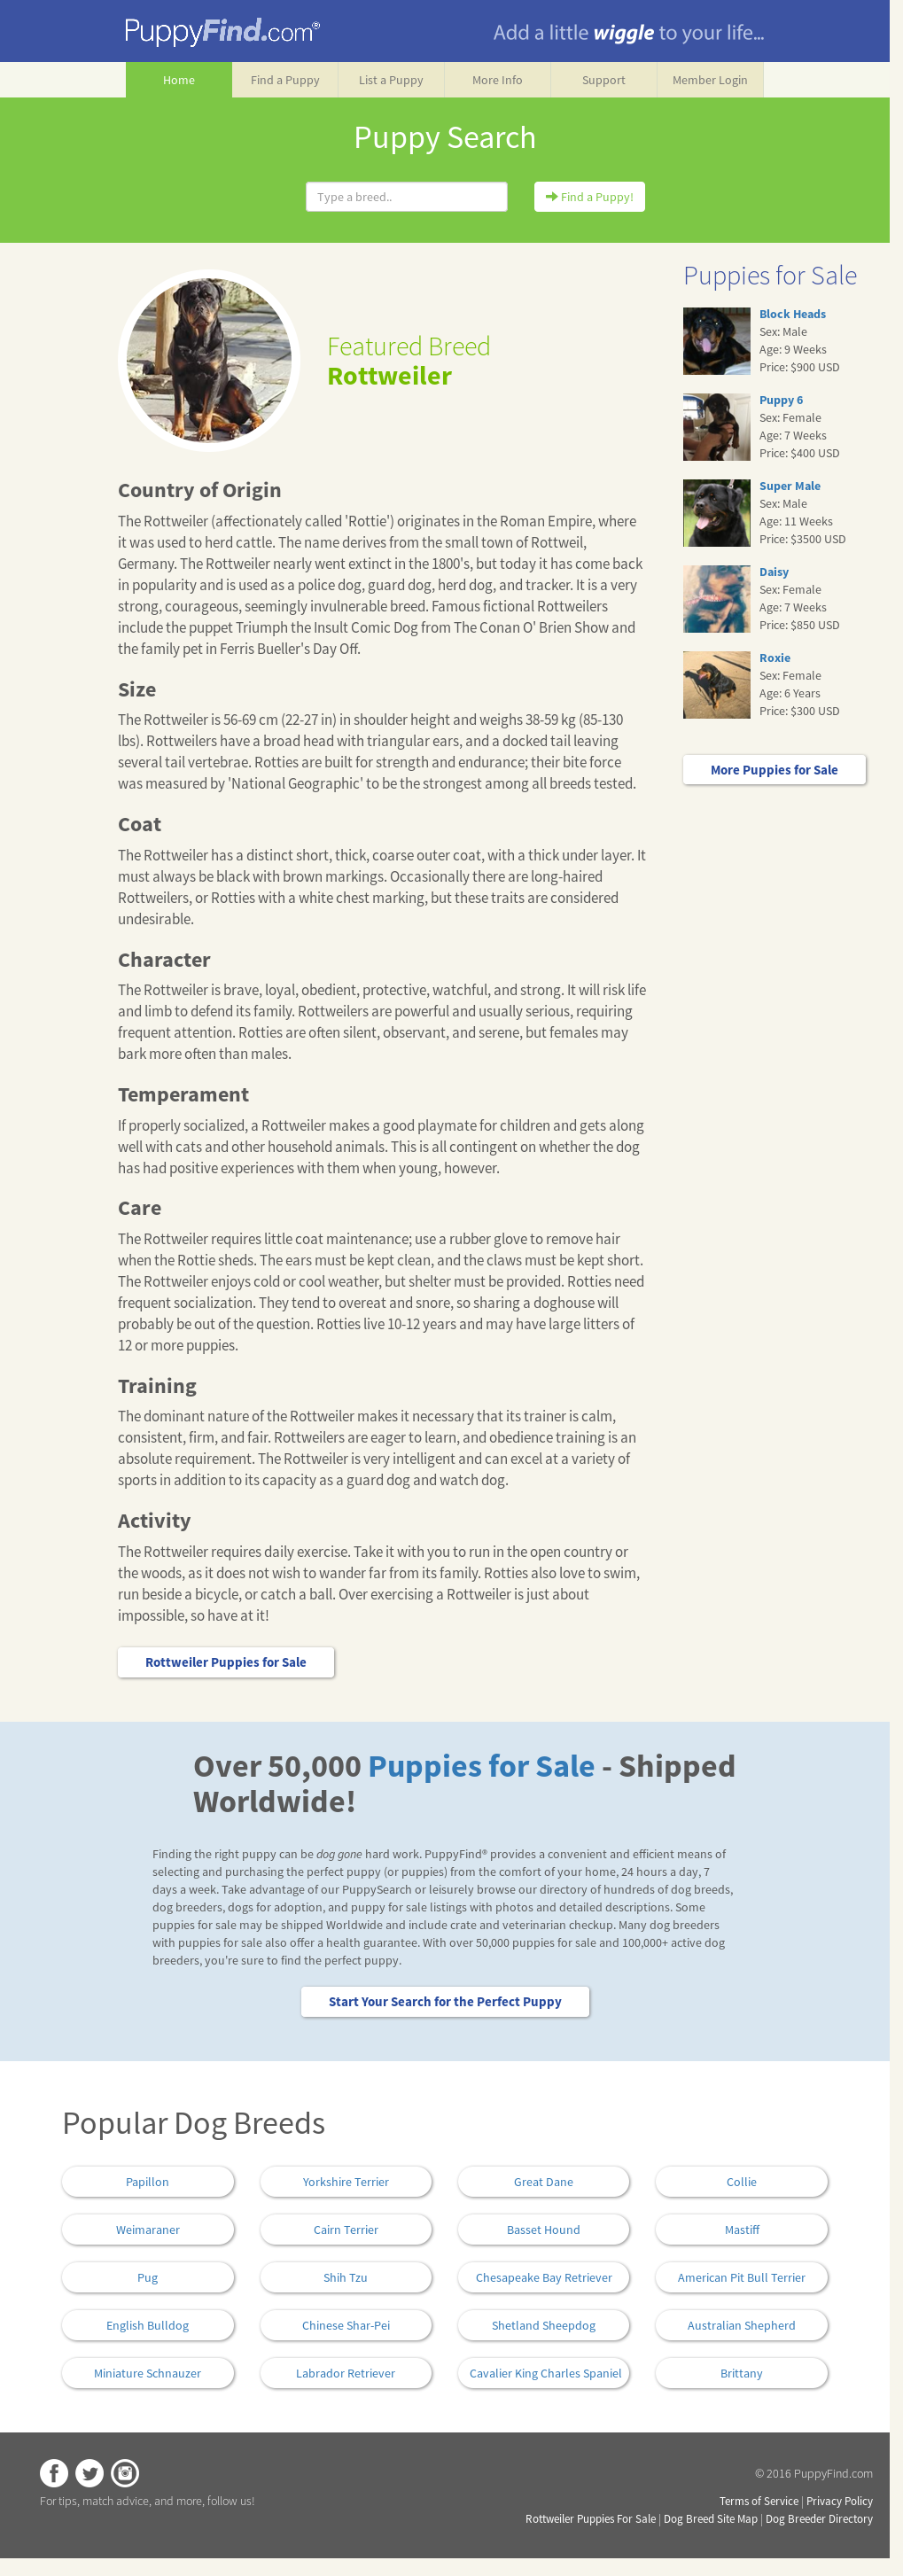 PuppyFind.com®
Add a little wiggle to your life...
Home
Find a Puppy
List a Puppy
More Info
Support
Member Login
Puppy Search
Type a breed..
Find a Puppy!
Featured Breed
Rottweiler
Country of Origin
The Rottweiler (affectionately called 'Rottie') originates in the Roman Empire, where
it was used to herd cattle. The name derives from the small town of Rottweil,
Germany. The Rottweiler nearly went extinct in the 1800's, but today it has come back
in popularity and is used as a police dog, guard dog, herd dog, and tracker. It is a very
strong, courageous, seemingly invulnerable breed. Famous fictional Rottweilers
include the puppet Triumph the Insult Comic Dog from The Conan O' Brien Show and
the family pet in Ferris Bueller's Day Off.
Size
The Rottweiler is 56-69 cm (22-27 in) in shoulder height and weighs 38-59 kg (85-130
lbs). Rottweilers have a broad head with triangular ears, and a docked tail leaving
several tail vertebrae. Rotties are built for strength and endurance; their bite force
was measured by 'National Geographic' to be the strongest among all breeds tested.
Coat
The Rottweiler has a distinct short, thick, coarse outer coat, with a thick under layer. It
must always be black with brown markings. Occasionally there are long-haired
Rottweilers, or Rotties with a white chest marking, but these traits are considered
undesirable.
Character
The Rottweiler is brave, loyal, obedient, protective, watchful, and strong. It will risk life
and limb to defend its family. Rottweilers are powerful and usually serious, requiring
frequent attention. Rotties are often silent, observant, and serene, but females may
bark more often than males.
Temperament
If properly socialized, a Rottweiler makes a good playmate for children and gets along
well with cats and other household animals. This is all contingent on whether the dog
has had positive experiences with them when young, however.
Care
The Rottweiler requires little coat maintenance; use a rubber glove to remove hair
when the Rottie sheds. The ears must be kept clean, and the claws must be kept short.
The Rottweiler enjoys cold or cool weather, but shelter must be provided. Rotties need
frequent socialization. They tend to overeat and snore, so sharing a doghouse will
probably be out of the question. Rotties live 10-12 years and may have large litters of
12 or more puppies.
Training
The dominant nature of the Rottweiler makes it necessary that its trainer is calm,
consistent, firm, and fair. Rottweilers are eager to learn, and obedience training is an
absolute requirement. The Rottweiler is very intelligent and can excel at a variety of
sports in addition to its capacity as a guard dog and watch dog.
Activity
The Rottweiler requires daily exercise. Take it with you to run in the open country or
the woods, as it does not wish to wander far from its family. Rotties also love to swim,
run beside a bicycle, or catch a ball. Over exercising a Rottweiler is just about
impossible, so have at it!
Rottweiler Puppies for Sale
Puppies for Sale
Block Heads
Sex: Male
Age: 9 Weeks
Price: $900 USD
Puppy 6
Sex: Female
Age: 7 Weeks
Price: $400 USD
Super Male
Sex: Male
Age: 11 Weeks
Price: $3500 USD
Daisy
Sex: Female
Age: 7 Weeks
Price: $850 USD
Roxie
Sex: Female
Age: 6 Years
Price: $300 USD
More Puppies for Sale
Over 50,000 Puppies for Sale - Shipped
Worldwide!
Finding the right puppy can be dog gone hard work. PuppyFind® provides a convenient and efficient means of
selecting and purchasing the perfect puppy (or puppies) from the comfort of your home, 24 hours a day, 7
days a week. Take advantage of our PuppySearch or leisurely browse our directory of hundreds of dog breeds,
dog breeders, dogs for adoption, and puppy for sale listings with photos and detailed descriptions. Some
puppies for sale may be shipped Worldwide and include crate and veterinarian checkup. Many dog breeders
with puppies for sale also offer a health guarantee. With over 50,000 puppies for sale and 100,000+ active dog
breeders, you're sure to find the perfect puppy.
Start Your Search for the Perfect Puppy
Popular Dog Breeds
Papillon
Yorkshire Terrier
Great Dane
Collie
Weimaraner
Cairn Terrier
Basset Hound
Mastiff
Pug
Shih Tzu
Chesapeake Bay Retriever
American Pit Bull Terrier
English Bulldog
Chinese Shar-Pei
Shetland Sheepdog
Australian Shepherd
Miniature Schnauzer
Labrador Retriever
Cavalier King Charles Spaniel
Brittany
For tips, match advice, and more, follow us!
© 2016 PuppyFind.com
Terms of Service | Privacy Policy
Rottweiler Puppies For Sale | Dog Breed Site Map | Dog Breeder Directory